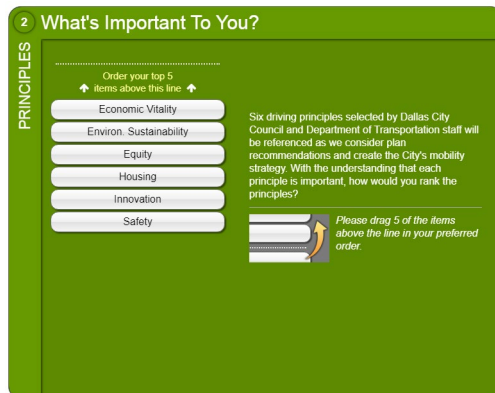 2 What's Important To You?
PRINCIPLES
Order your top 5
items above this line
Economic Vitality
Environ. Sustainability
Equity
Housing
Innovation
Safety
Six driving principles selected by Dallas City
Council and Department of Transportation staff will
be referenced as we consider plan
recommendations and create the City's mobility
strategy. With the understanding that each
principle is important, how would you rank the
principles?
Please drag 5 of the items
above the line in your preferred
order.